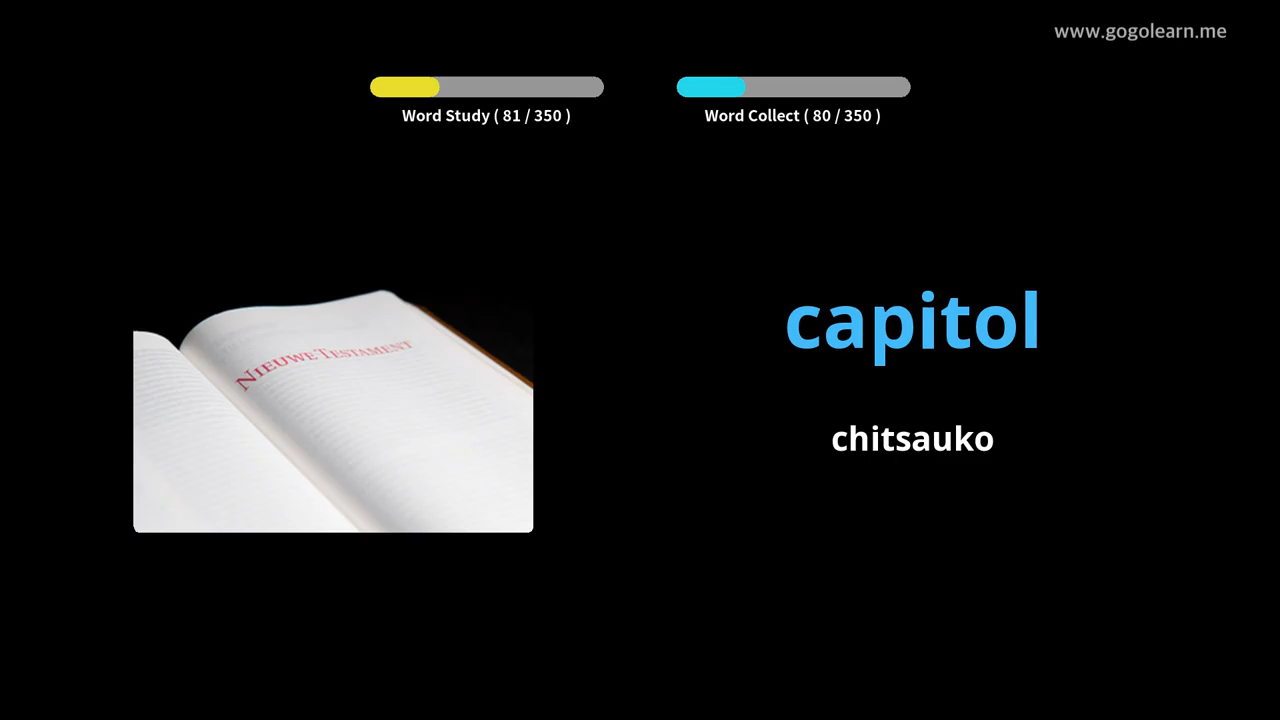 www.gogolearn.me
Word Study ( 81 / 350 )
Word Collect ( 80 / 350 )
NIEUWE TESTAMENT
capitol
chitsauko